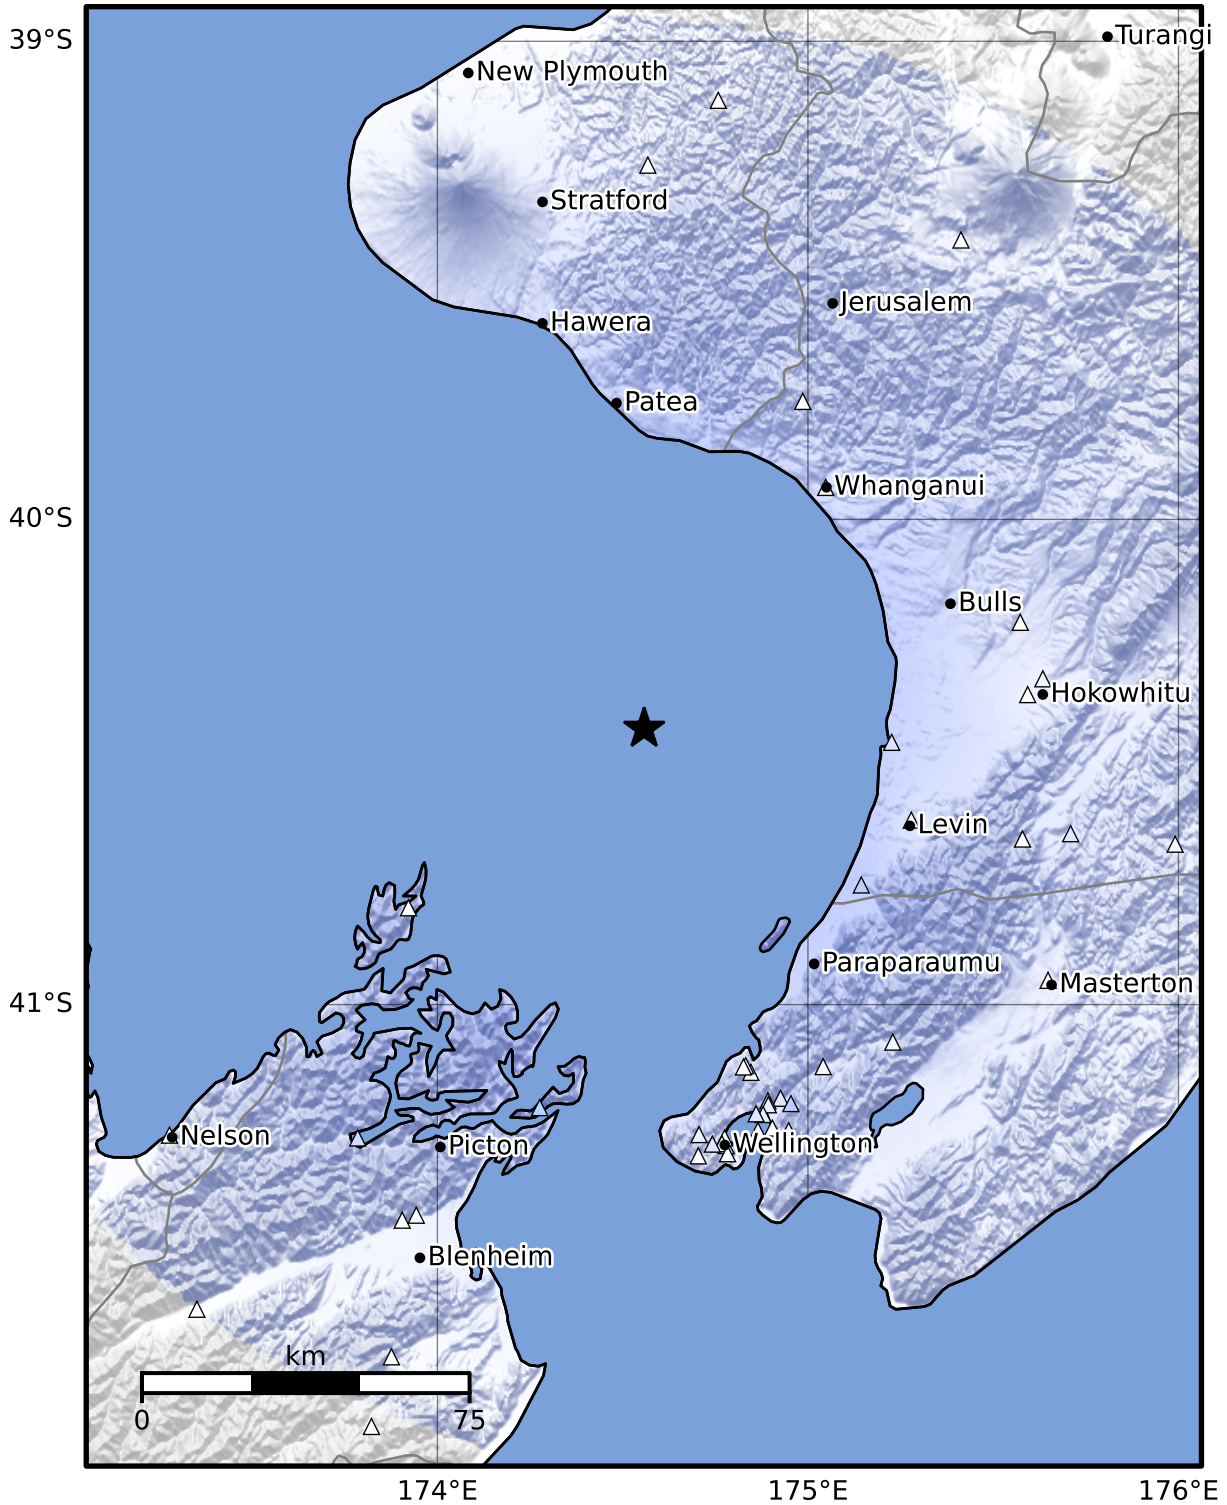 39°S
Turangi
New Plymouth
Stratford
Jerusalem
Hawera
Patea
Whanganui
40°S
Bulls
Hokowhitu
Levin
Paraparaumu
Masterton
41°S
Nelson
Picton
Wellington
Blenheim
km
0
75
174°E
175°E
176°E